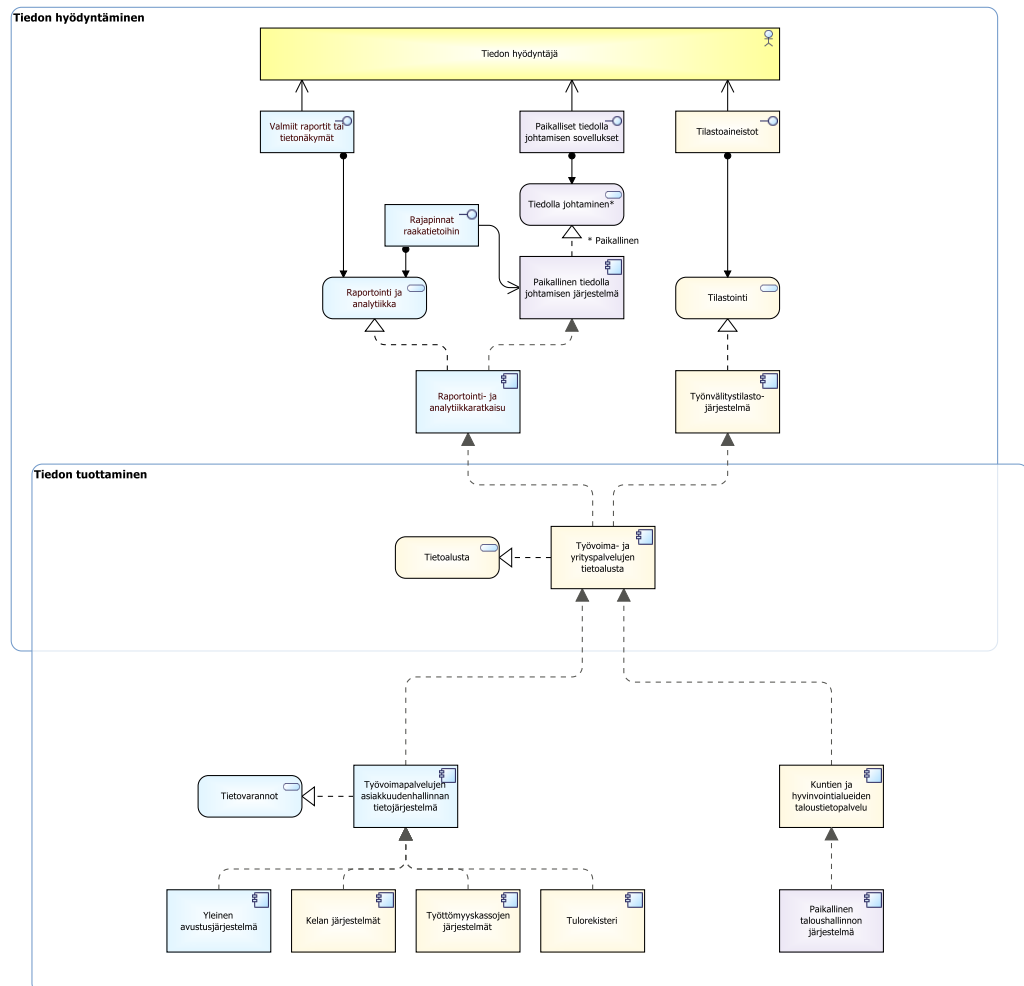 Tiedon hyödyntäminen
Tiedon hyödyntäjä
Valmiit raportit tai
tietonäkymät
Paikalliset tiedolla
johtamisen sovellukset
Tilastoaineistot
Tiedolla johtaminen*
Rajapinnat
raakatietoihin
* Paikallinen
Raportointi ja
analytiikka
Paikallinen tiedolla
johtamisen järjestelmä
Tilastointi
Raportointi- ja
analytiikkaratkaisu
Työnvälitystilasto-
järjestelmä
Tiedon tuottaminen
Tietoalusta
Työvoima- ja
yrityspalvelujen
tietoalusta
Tietovarannot
Työvoimapalvelujen
asiakkuudenhallinnan
tietojärjestelmä
Kuntien ja
hyvinvointialueiden
taloustietopalvelu
Yleinen
avustusjärjestelmä
Kelan järjestelmät
Työttömyyskassojen
järjestelmät
Tulorekisteri
Paikallinen
taloushallinnon
järjestelmä